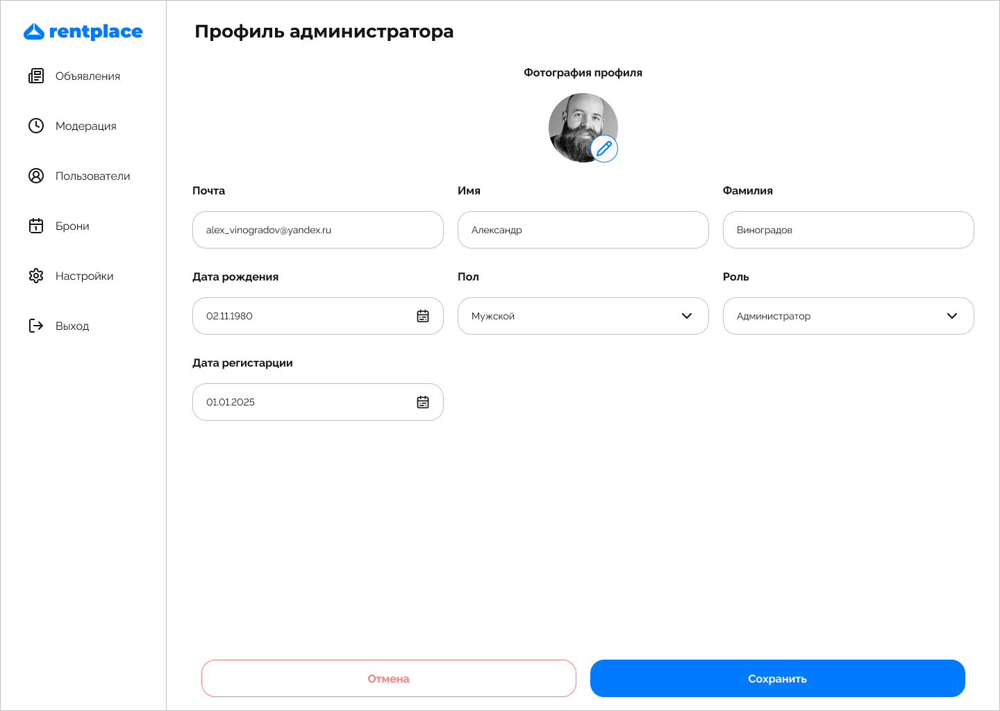 rentplace
Объявления
Модерация
Пользователи
Брони
Настройки
Выход
Профиль администратора
Фотография профиля
Почта
Имя
Фамилия
alex_vinogradov@yandex.ru
Александр
Виноградов
Дата рождения
Пол
Роль
02.11.1980
Мужской
Администратор
Дата регистарции
01.01.2025
Отмена
Сохранить